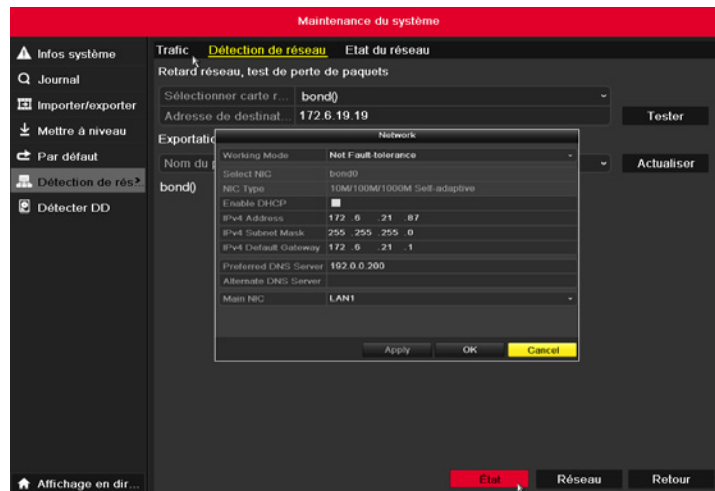 Maintenance du système
Infos système
Journal
Importer/exporter
Mettre à niveau
Par défaut
Détection de rés
Détecter DD
Affichage en dir...
Trafic Détection de réseau Etat du réseau
Retard réseau, test de perte de paquets
Sélectionner carte r... bond0
Adresse de destinat... 172.6.19.19 Tester
Exportatio
Nom du Actualiser
bond0
Network
Working Mode Net Fault-tolerance
Select NIC bond0
NIC Type 10M/100M/1000M Self-adaptive
Enable DHCP
IPv4 Address 172 .6 .21 .87
IPv4 Subnet Mask 255 .255 .255 .0
IPv4 Default Gateway 172 .6 .21 .1
Preferred DNS Server 192.0.0.200
Alternate DNS Server
Main NIC LAN1
Apply OK Cancel
État Réseau Retour